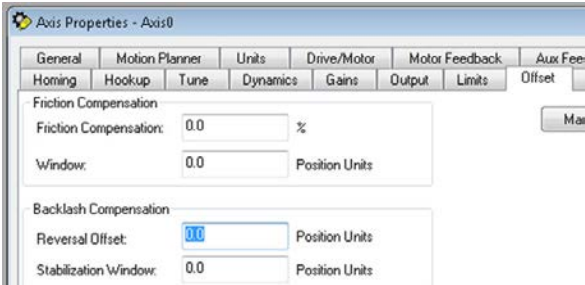 Axis Properties - Axis0
General Motion Planner Units Drive/Motor Motor Feedback
Homing Hookup Tune Dynamics Gains Output Limits Offset
Friction Compensation
Friction Compensation: 0.0 %
Window: 0.0 Position Units
Backlash Compensation
Reversal Offset: 0.0 Position Units
Stabilization Window: 0.0 Position Units